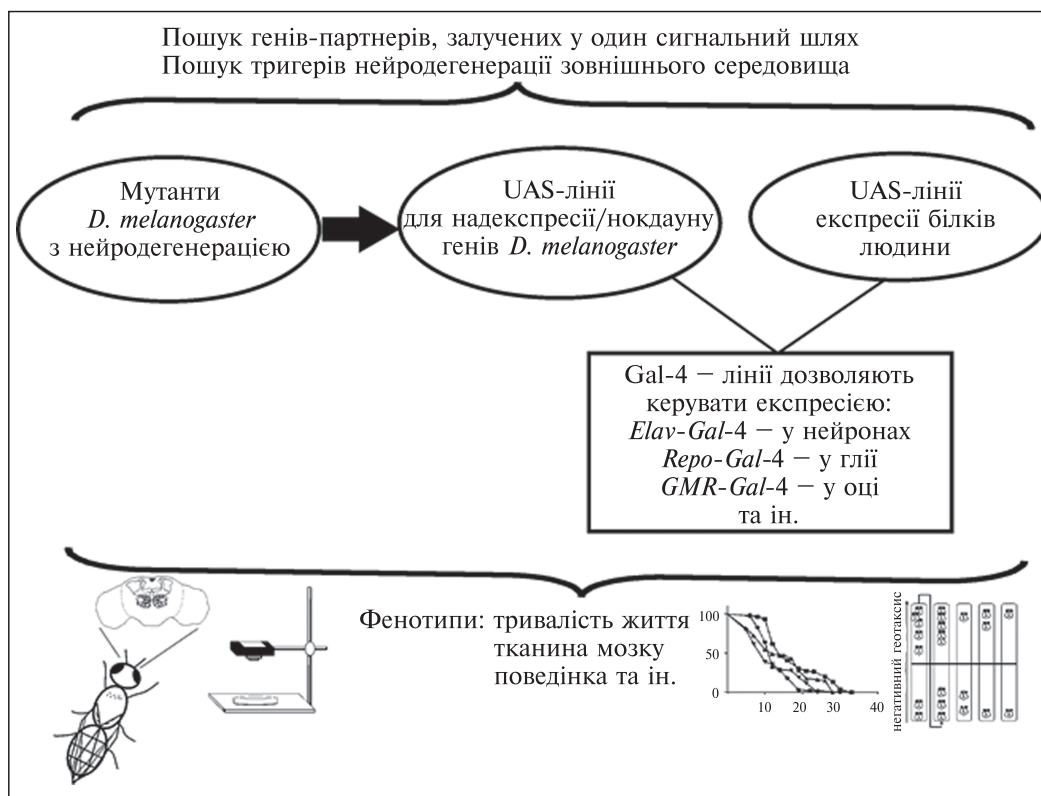 Пошук генів-партнерів, залучених у один сигнальний шлях
Пошук тригерів нейродегенерації зовнішнього середовища
Мутанти
D. melanogaster
з нейродегенерацією
UAS-лінії
для надекспресії/нокдауну
генів D. melanogaster
UAS-лінії
експресії білків
людини
Gal-4 – лінії дозволяють
керувати експресією:
Elav-Gal-4 – у нейронах
Repo-Gal-4 – у глії
GMR-Gal-4 – у оці
та ін.
Фенотипи: тривалість життя
тканина мозку
поведінка та ін.
100
50
0
10 20 30 40
негативний геотаксис